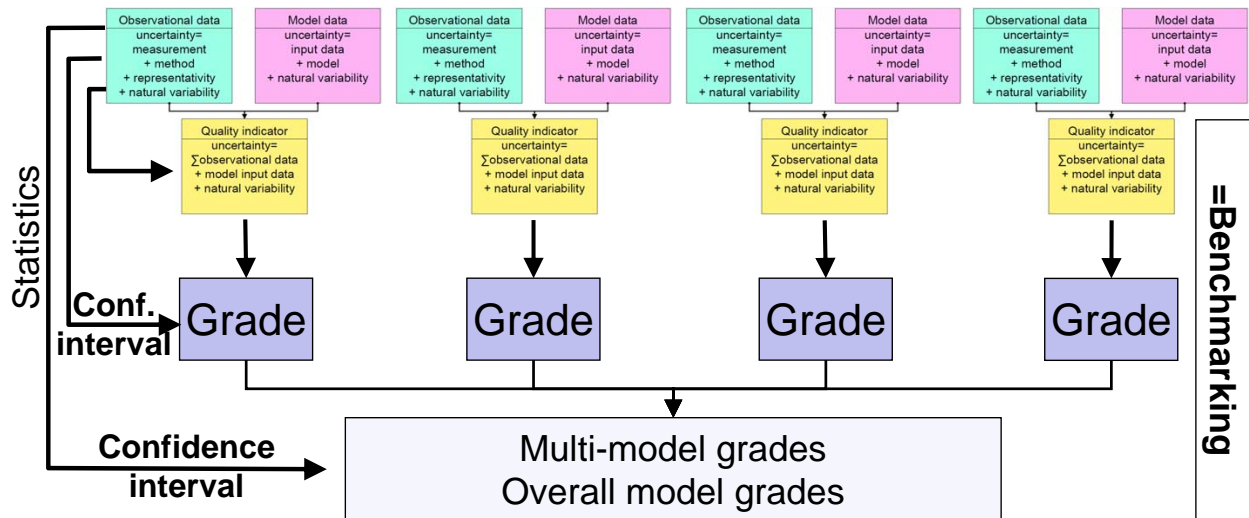 Observational data
uncertainty=
measurement
+ method
+ representativity
+ natural variability
Model data
uncertainty=
input data
+ model
+ natural variability
Observational data
uncertainty=
measurement
+ method
+ representativity
+ natural variability
Model data
uncertainty=
input data
+ model
+ natural variability
Observational data
uncertainty=
measurement
+ method
+ representativity
+ natural variability
Model data
uncertainty=
input data
+ model
+ natural variability
Observational data
uncertainty=
measurement
+ method
+ representativity
+ natural variability
Model data
uncertainty=
input data
+ model
+ natural variability
Quality indicator
uncertainty=
∑observational data
+ model input data
+ natural variability
Quality indicator
uncertainty=
∑observational data
+ model input data
+ natural variability
Quality indicator
uncertainty=
∑observational data
+ model input data
+ natural variability
Quality indicator
uncertainty=
∑observational data
+ model input data
+ natural variability
Statistics
=Benchmarking
Conf.
interval
Grade
Grade
Grade
Grade
Confidence
interval
Multi-model grades
Overall model grades